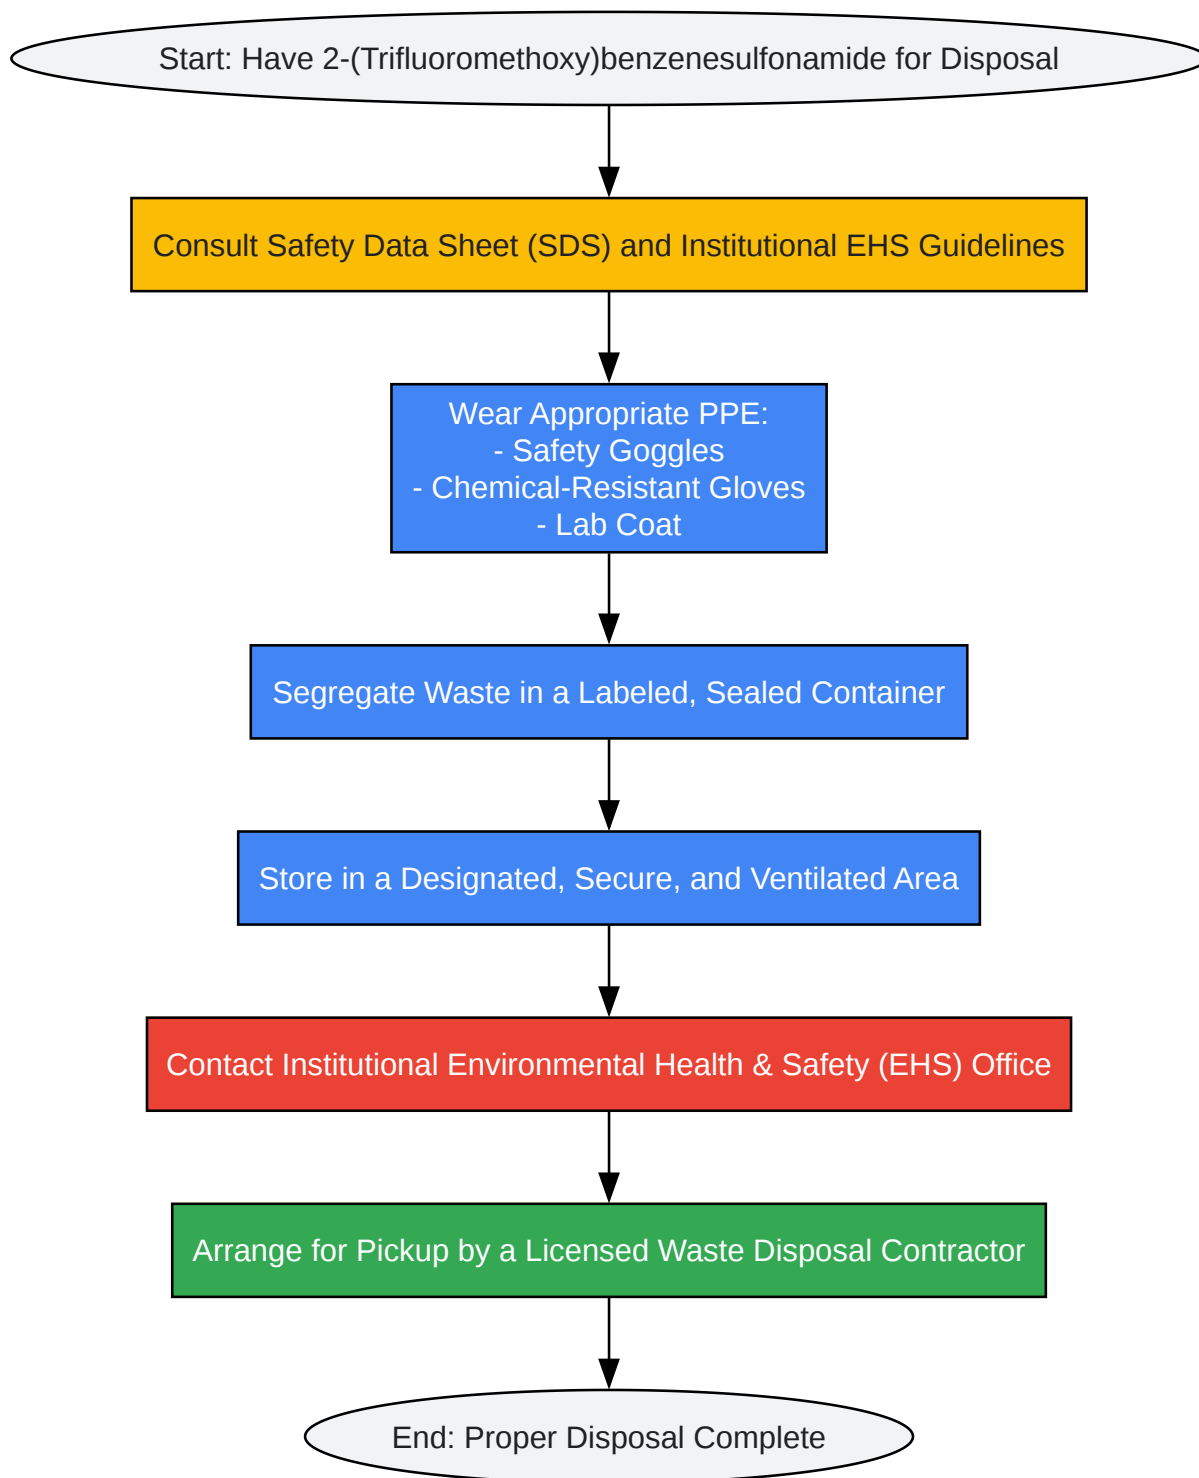 Start: Have 2-(Trifluoromethoxy)benzenesulfonamide for Disposal
Consult Safety Data Sheet (SDS) and Institutional EHS Guidelines
Wear Appropriate PPE:
- Safety Goggles
- Chemical-Resistant Gloves
- Lab Coat
Segregate Waste in a Labeled, Sealed Container
Store in a Designated, Secure, and Ventilated Area
Contact Institutional Environmental Health & Safety (EHS) Office
Arrange for Pickup by a Licensed Waste Disposal Contractor
End: Proper Disposal Complete